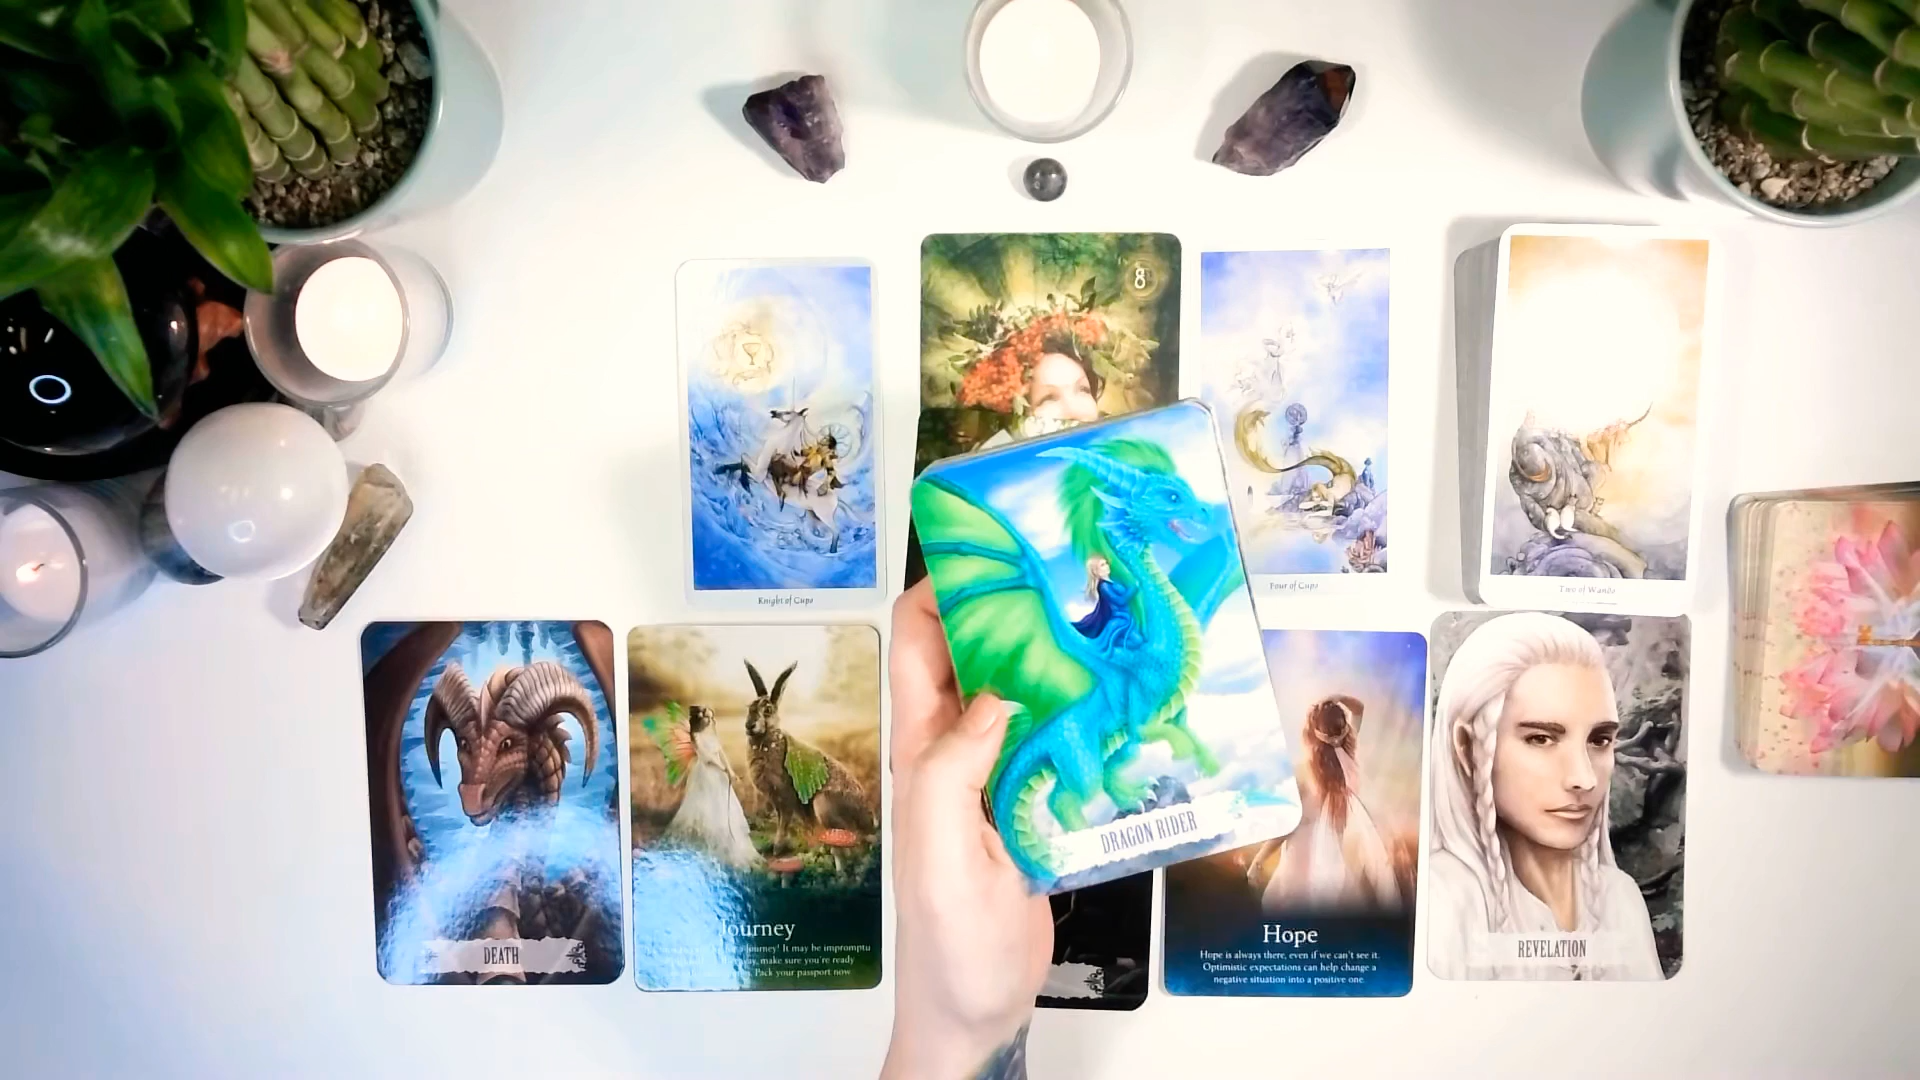 8
Knight of Cups
Four of Cups
Two of Wands
DRAGON RIDER
DEATH
Journey
Journey! It may be impromptu
make sure you're ready
Pack your passport now
Hope
Hope is always there, even if we can't see it.
Optimistic expectations can help change a
negative situation into a positive one.
REVELATION